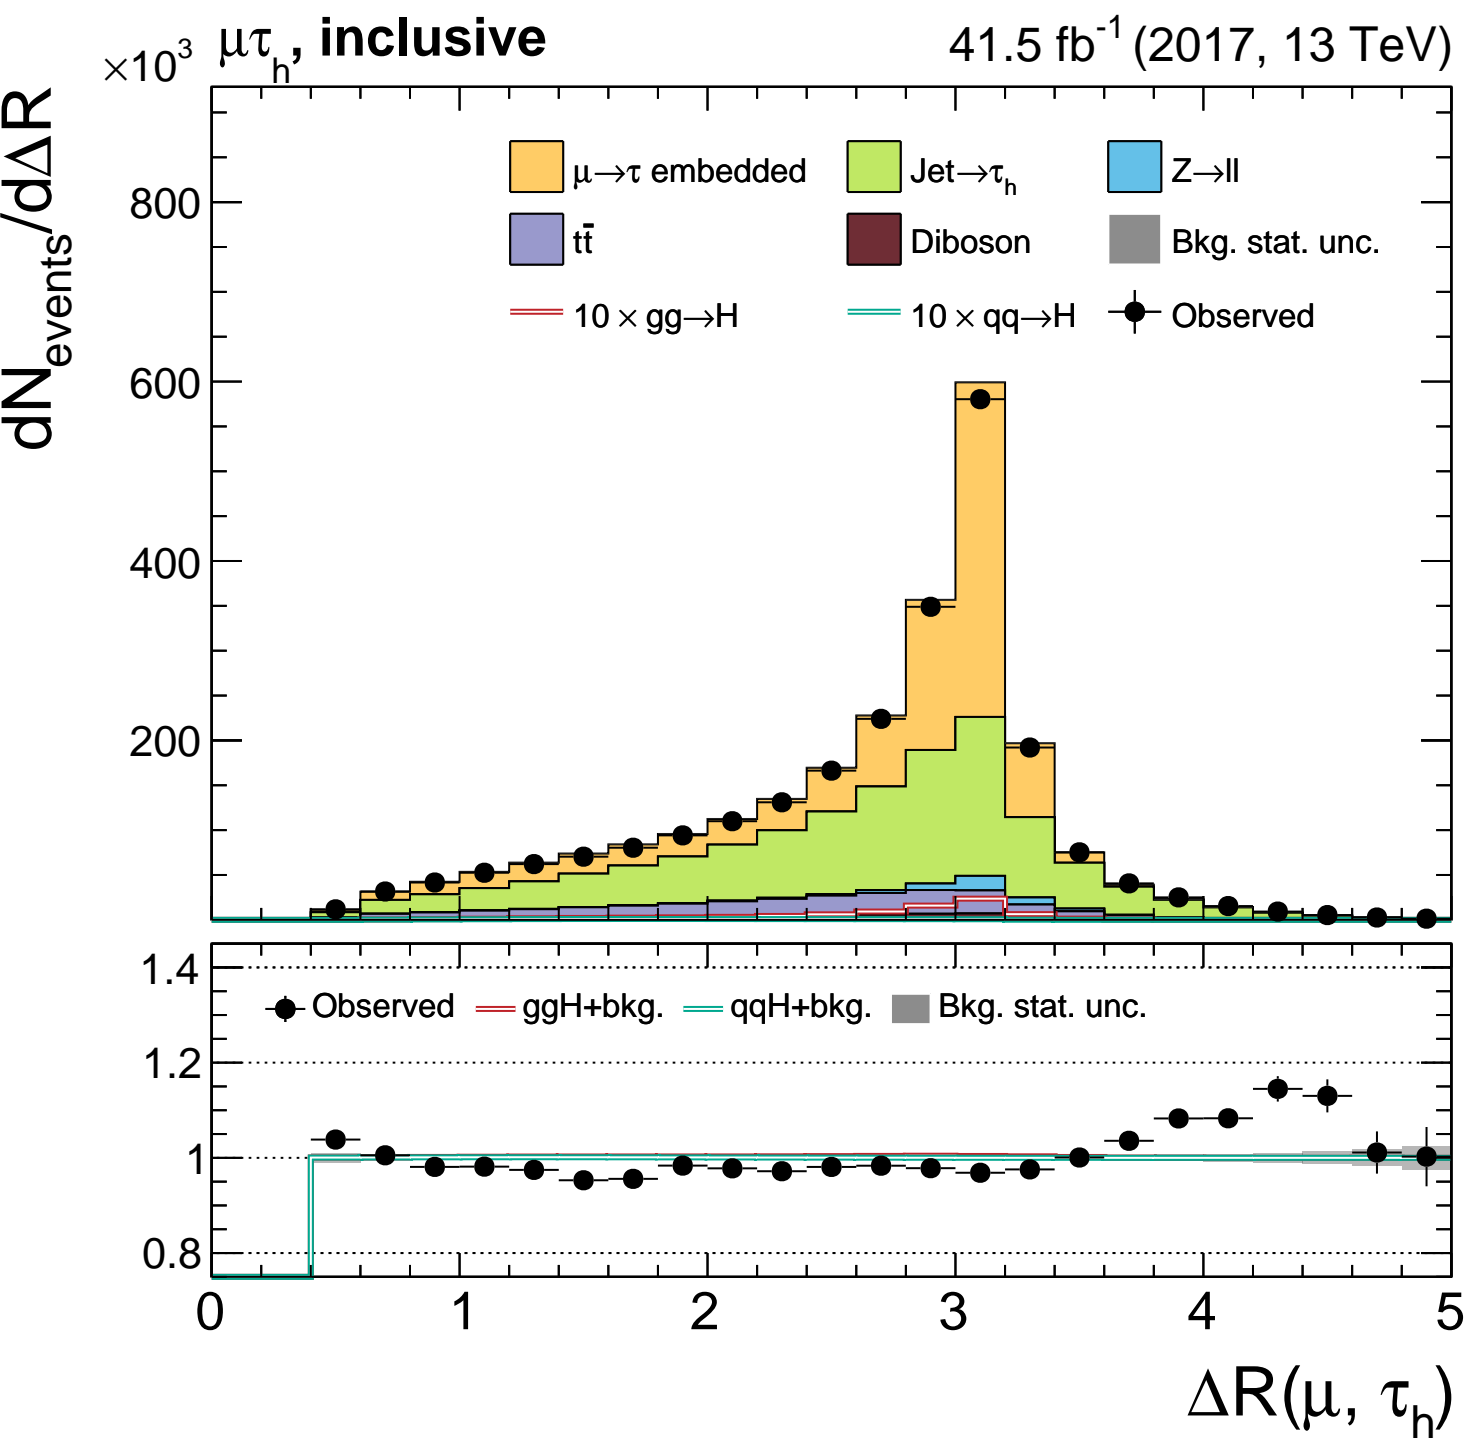 ×10³ μτₕ, inclusive 41.5 fb⁻¹ (2017, 13 TeV)
dN_events/dΔR
μ→τ embedded Jet→τₕ Z→ll
tt̄ Diboson Bkg. stat. unc.
10 × gg→H 10 × qq→H Observed
800
600
400
200
1.4
Observed ggH+bkg. qqH+bkg. Bkg. stat. unc.
1.2
1
0.8
0 1 2 3 4 5
ΔR(μ, τₕ)